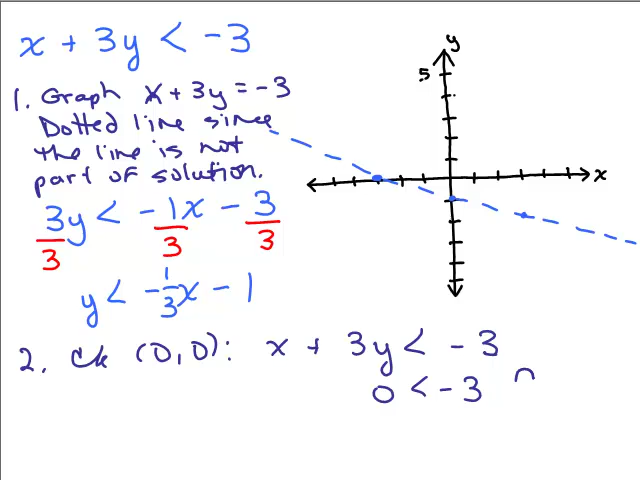 x + 3y < -3
1. Graph x + 3y = -3
Dotted line since
the line is not
part of solution.
3y < -1x - 3
3 3 3
y < -1/3 x - 1
2. ck (0,0): x + 3y < -3
0 < -3
y
5
x